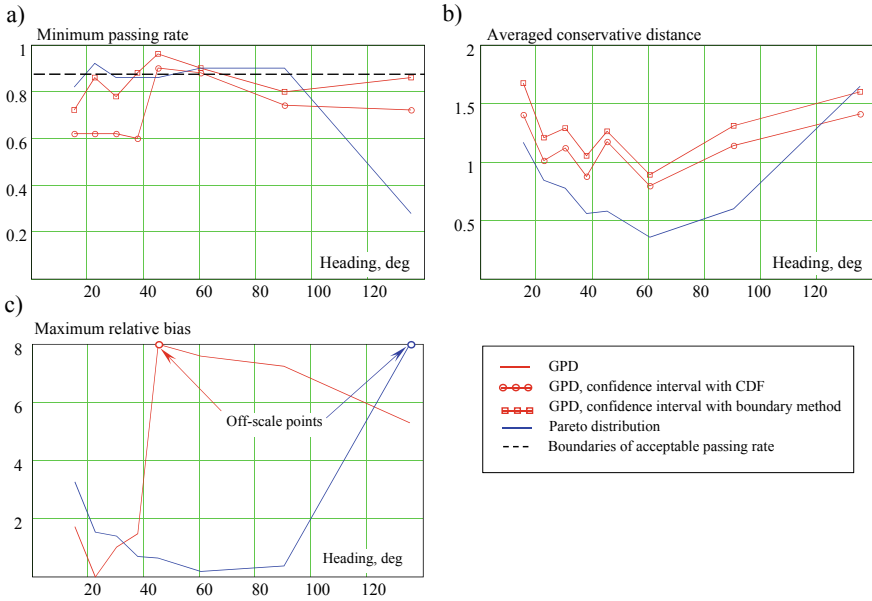 a)
Minimum passing rate
1
0.8
0.6
0.4
0.2
Heading, deg
20 40 60 80 100 120
b)
Averaged conservative distance
2
1.5
1
0.5
Heading, deg
20 40 60 80 100 120
c)
Maximum relative bias
8
6
4
2
Off-scale points
Heading, deg
20 40 60 80 100 120
GPD
GPD, confidence interval with CDF
GPD, confidence interval with boundary method
Pareto distribution
Boundaries of acceptable passing rate